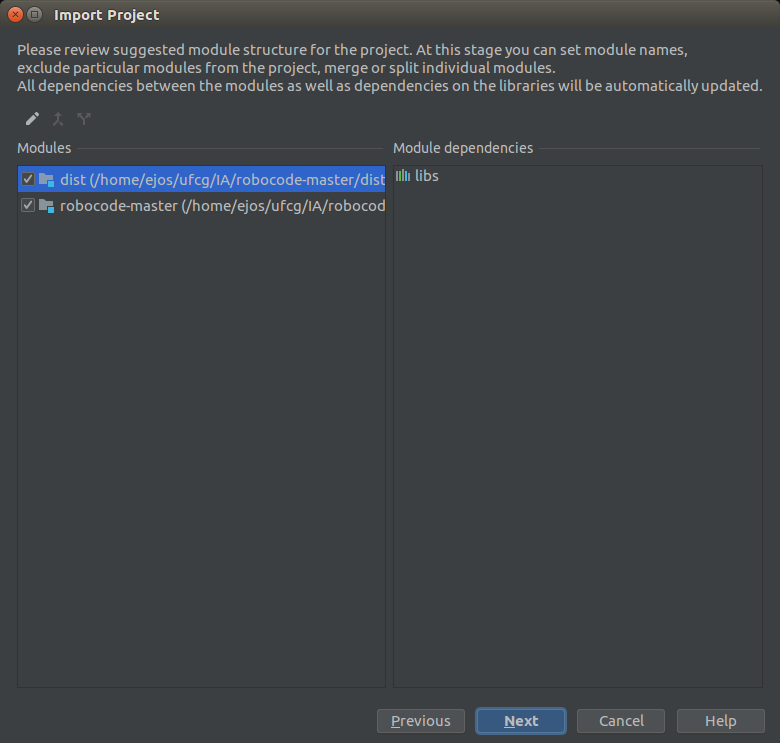 Import Project
Please review suggested module structure for the project. At this stage you can set module names,
exclude particular modules from the project, merge or split individual modules.
All dependencies between the modules as well as dependencies on the libraries will be automatically updated.
Modules
Module dependencies
dist (/home/ejos/ufcg/IA/robocode-master/dist
libs
robocode-master (/home/ejos/ufcg/IA/robocod
Previous
Next
Cancel
Help